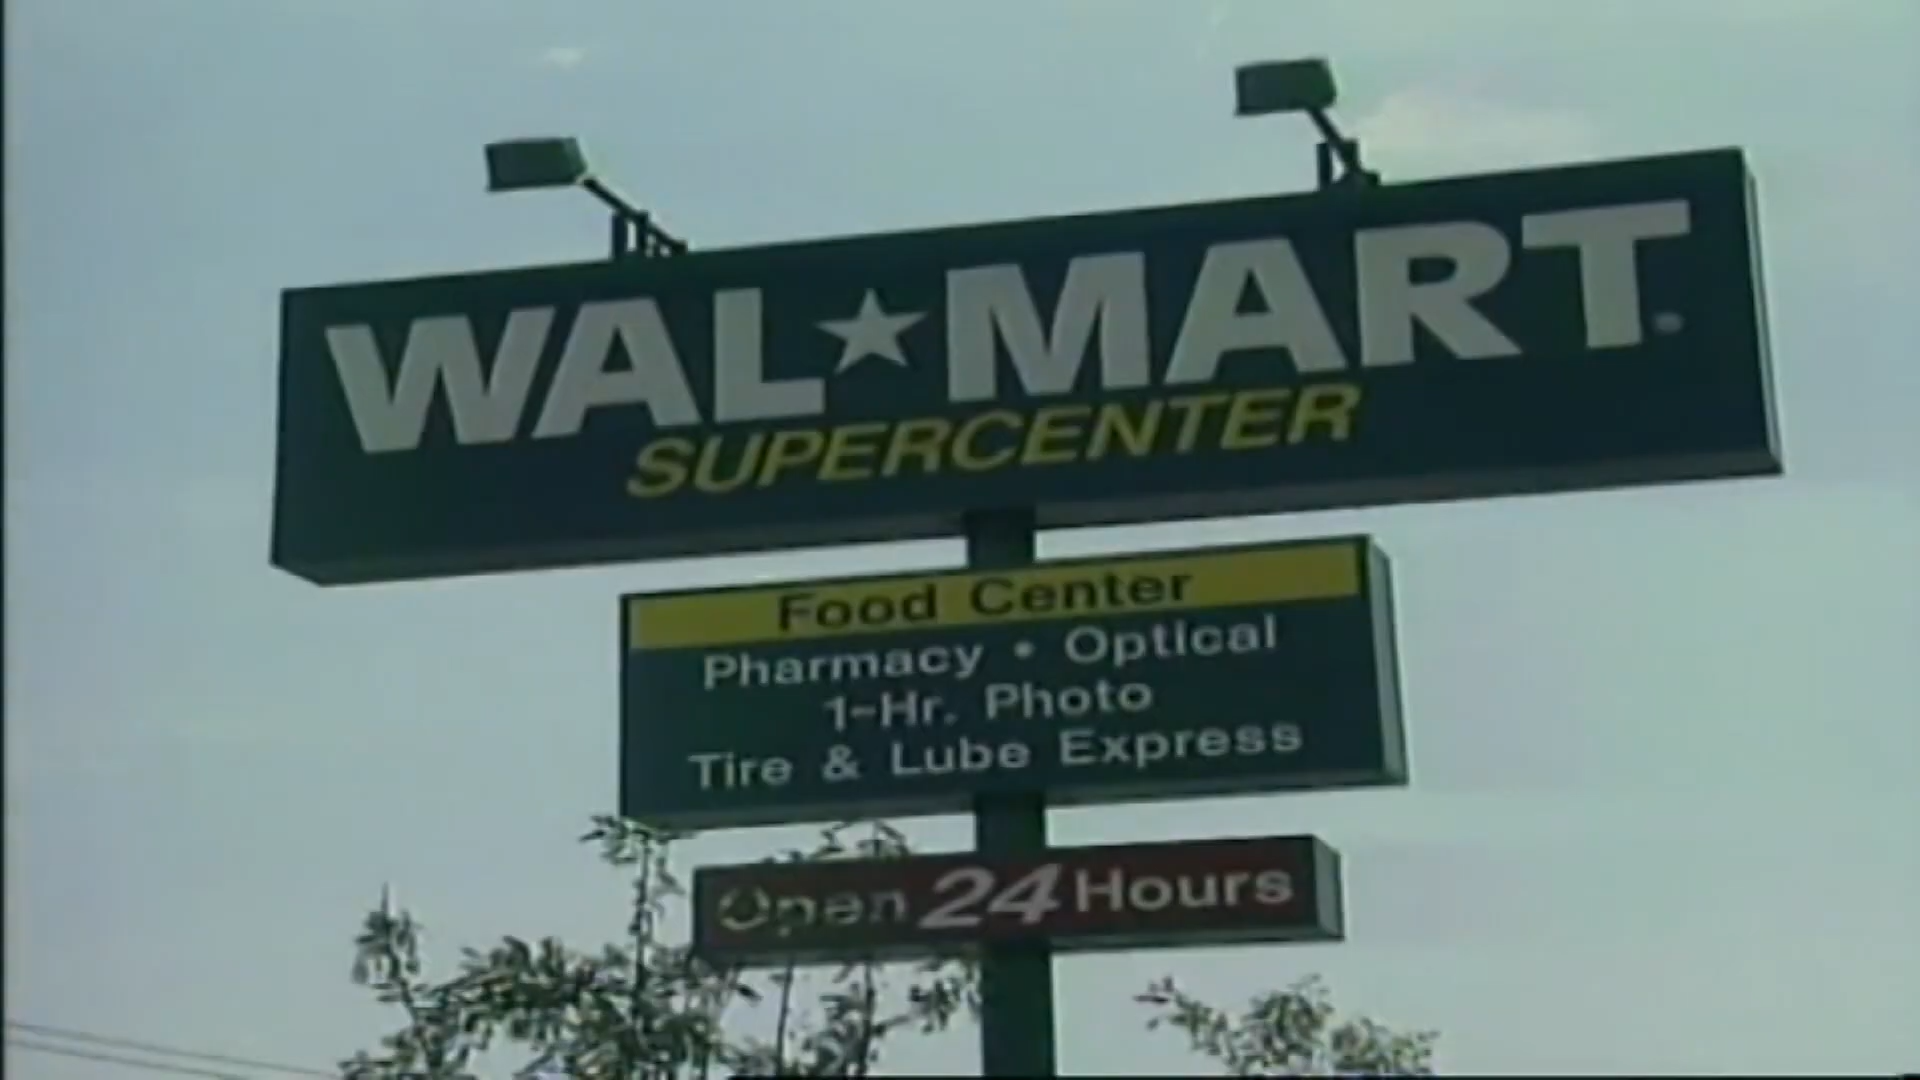 WAL★MART
SUPERCENTER
Food Center
Pharmacy • Optical
1-Hr. Photo
Tire & Lube Express
Open 24 Hours